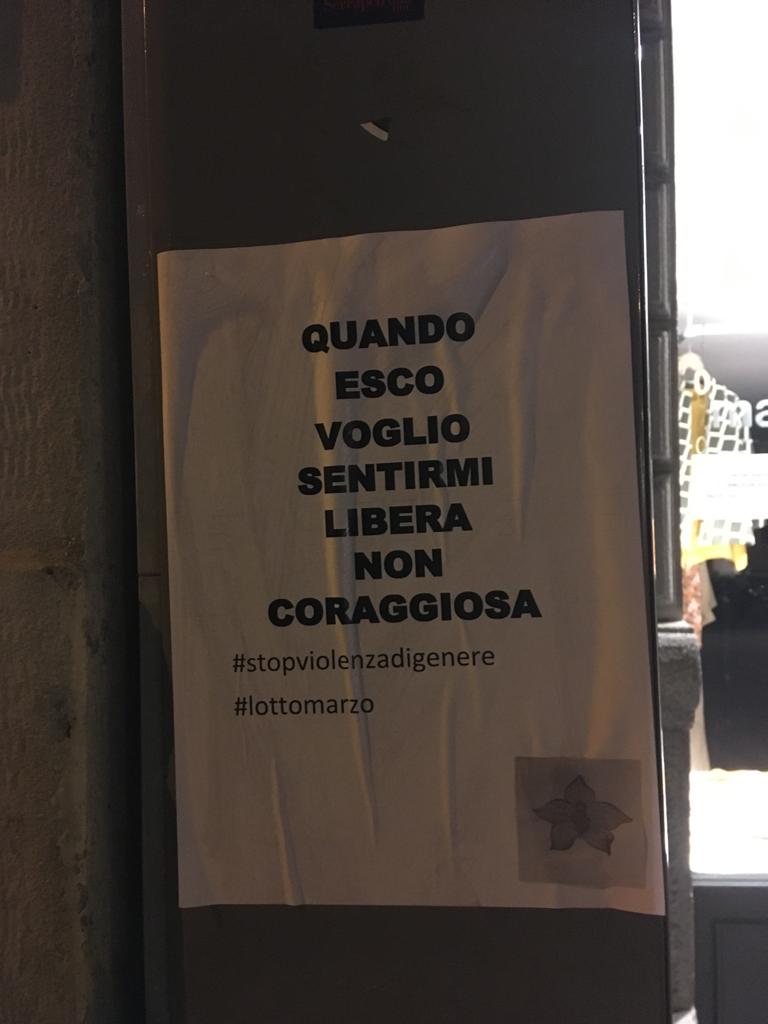 QUANDO
ESCO
VOGLIO
SENTIRMI
LIBERA
NON
CORAGGIOSA
#stopviolenzadigenere
#lottomarzo